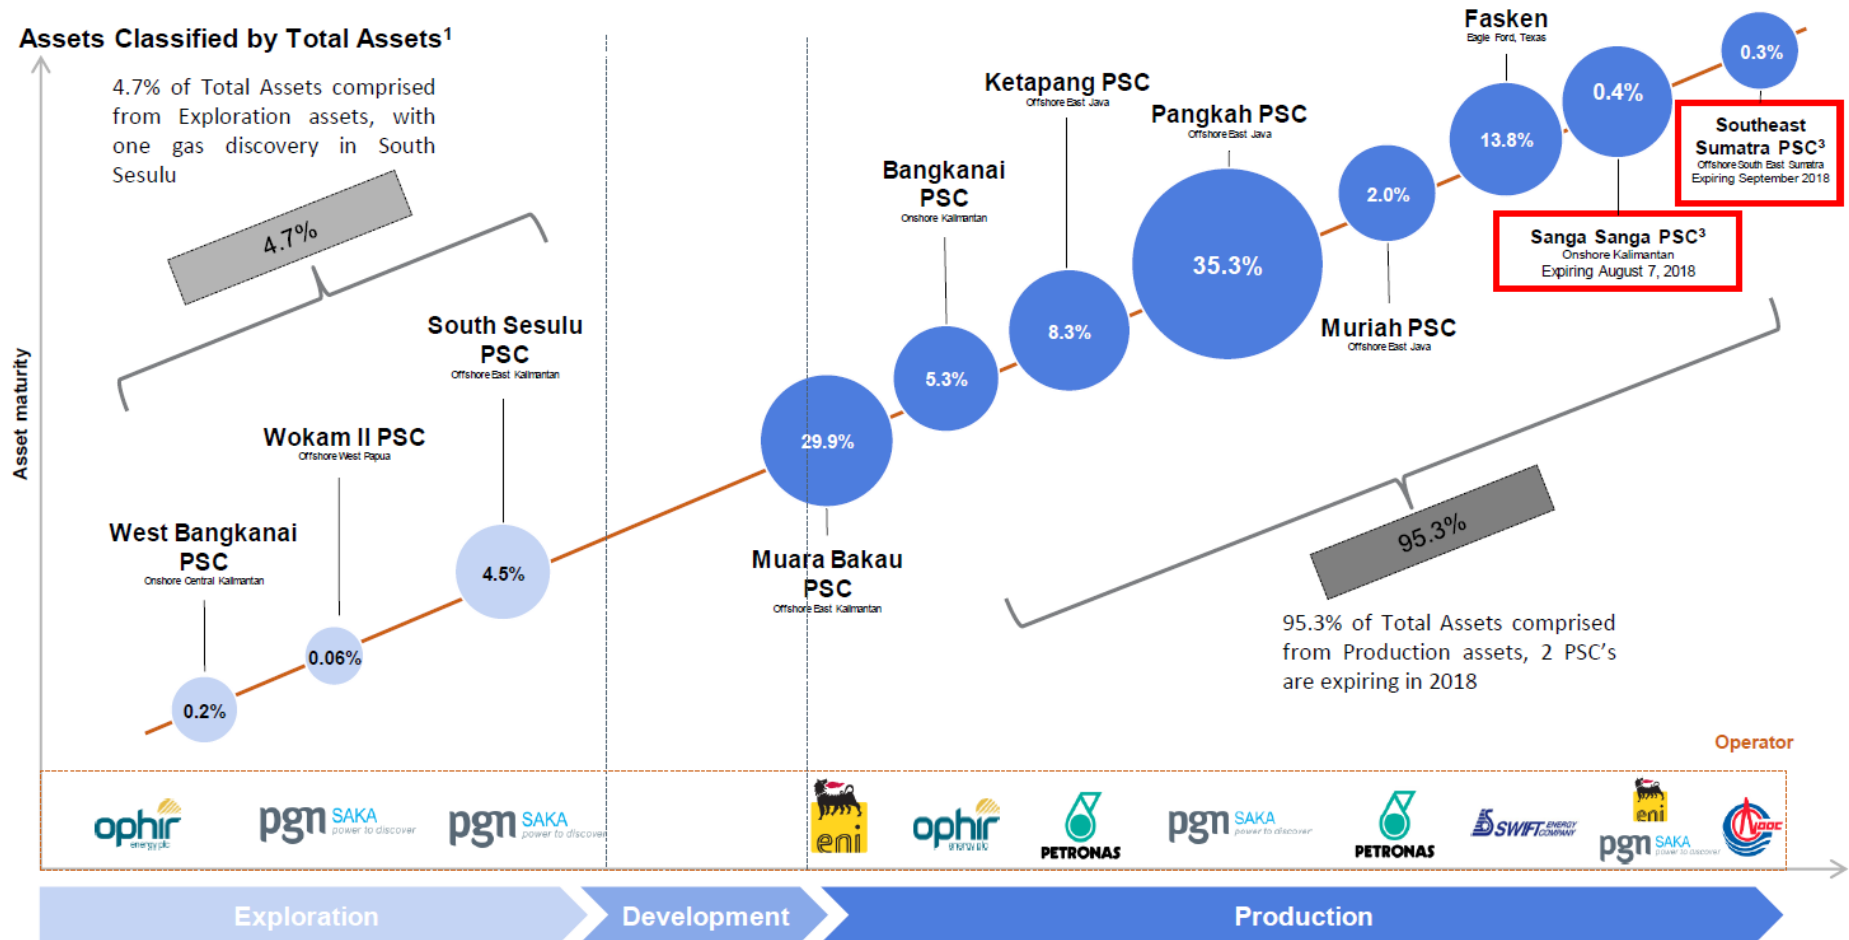 Assets Classified by Total Assets¹
4.7% of Total Assets comprised
from Exploration assets, with
one gas discovery in South
Sesulu
4.7%
Asset maturity
West Bangkanai
PSC
Onshore Central Kalimantan
0.2%
Wokam II PSC
Offshore West Papua
0.06%
South Sesulu
PSC
Offshore East Kalimantan
4.5%
29.9%
Muara Bakau
PSC
Offshore East Kalimantan
Bangkanai
PSC
Onshore Kalimantan
5.3%
Ketapang PSC
Offshore East Java
8.3%
Pangkah PSC
Offshore East Java
35.3%
2.0%
Muriah PSC
Offshore East Java
Fasken
Eagle Ford, Texas
13.8%
0.4%
Sanga Sanga PSC³
Onshore Kalimantan
Expiring August 7, 2018
0.3%
Southeast
Sumatra PSC³
Offshore South East Sumatra
Expiring September 2018
95.3%
95.3% of Total Assets comprised
from Production assets, 2 PSC's
are expiring in 2018
Operator
ophir
energy plc
pgn SAKA
power to discover
pgn SAKA
power to discover
eni
ophir
energy plc
PETRONAS
pgn SAKA
power to discover
PETRONAS
SWIFT ENERGY
COMPANY
eni
pgn SAKA
power to discover
CNOOC
Exploration
Development
Production